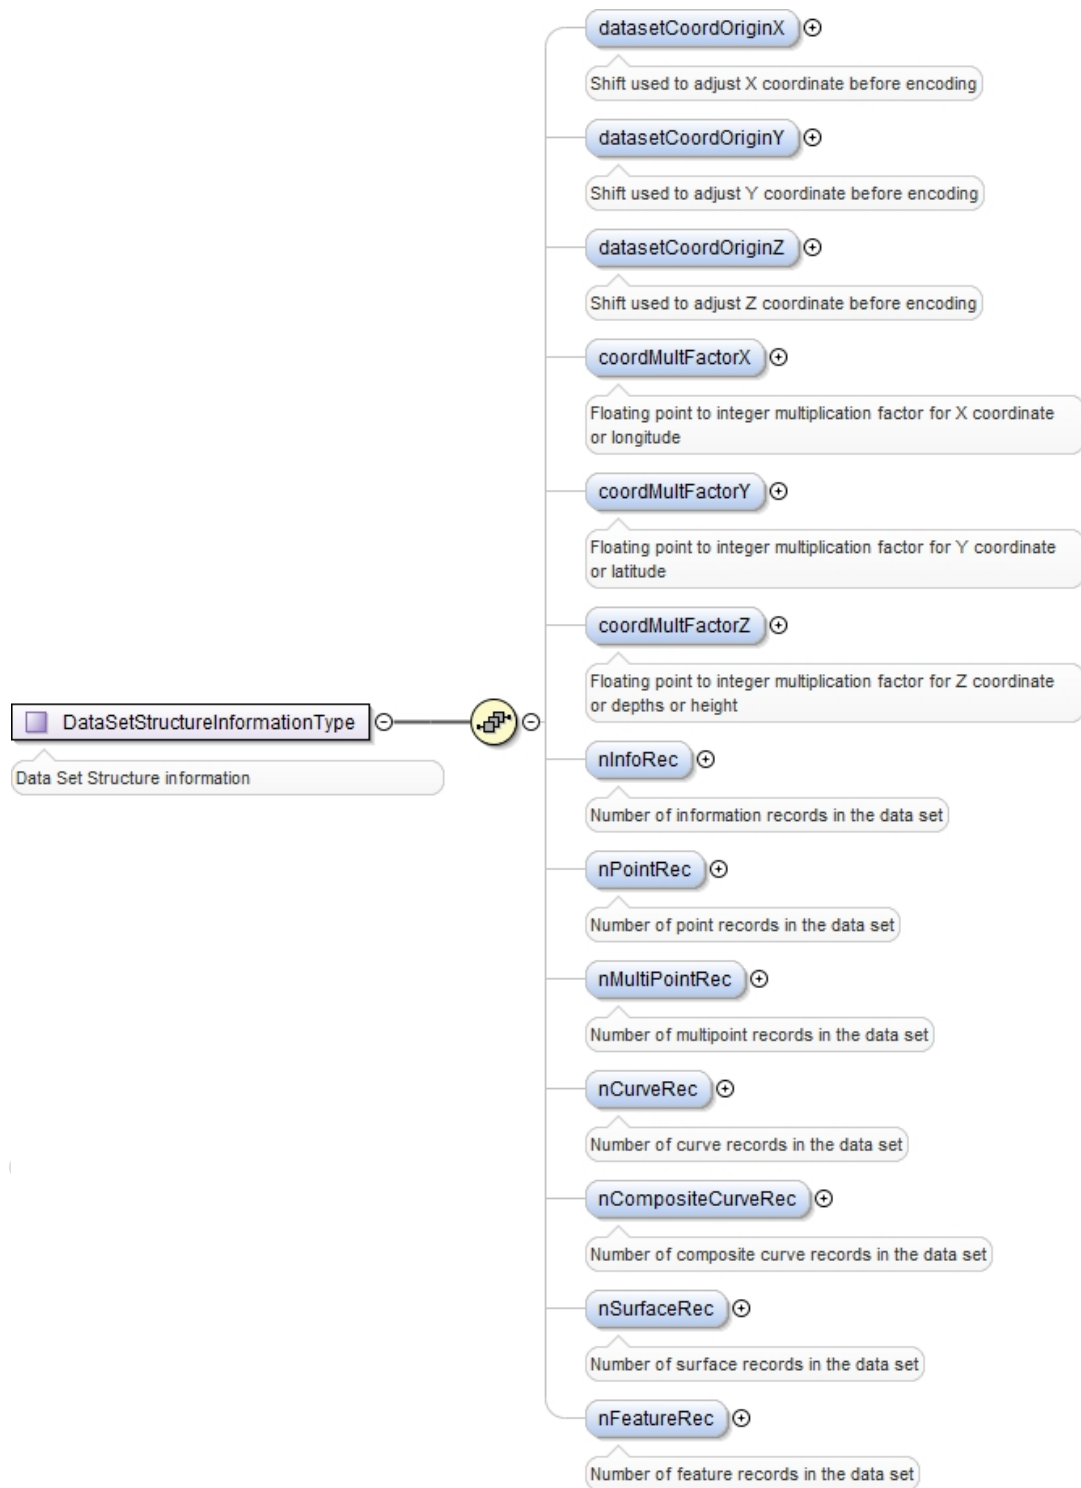 datasetCoordOriginX
Shift used to adjust X coordinate before encoding
datasetCoordOriginY
Shift used to adjust Y coordinate before encoding
datasetCoordOriginZ
Shift used to adjust Z coordinate before encoding
coordMultFactorX
Floating point to integer multiplication factor for X coordinate
or longitude
coordMultFactorY
Floating point to integer multiplication factor for Y coordinate
or latitude
coordMultFactorZ
Floating point to integer multiplication factor for Z coordinate
or depths or height
DataSetStructureInformationType
Data Set Structure information
nInfoRec
Number of information records in the data set
nPointRec
Number of point records in the data set
nMultiPointRec
Number of multipoint records in the data set
nCurveRec
Number of curve records in the data set
nCompositeCurveRec
Number of composite curve records in the data set
nSurfaceRec
Number of surface records in the data set
nFeatureRec
Number of feature records in the data set